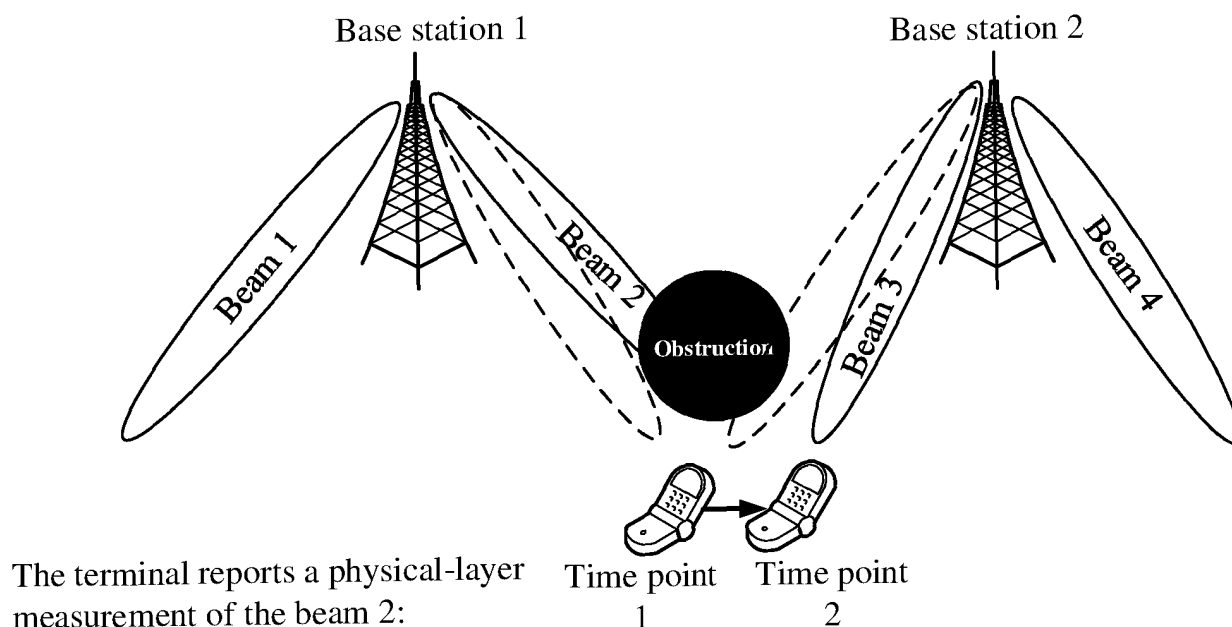 Base station 1
Base station 2
Beam 1
Beam 2
Beam 3
Beam 4
Obstruction
The terminal reports a physical-layer
measurement of the beam 2:
Time point
1
Time point
2